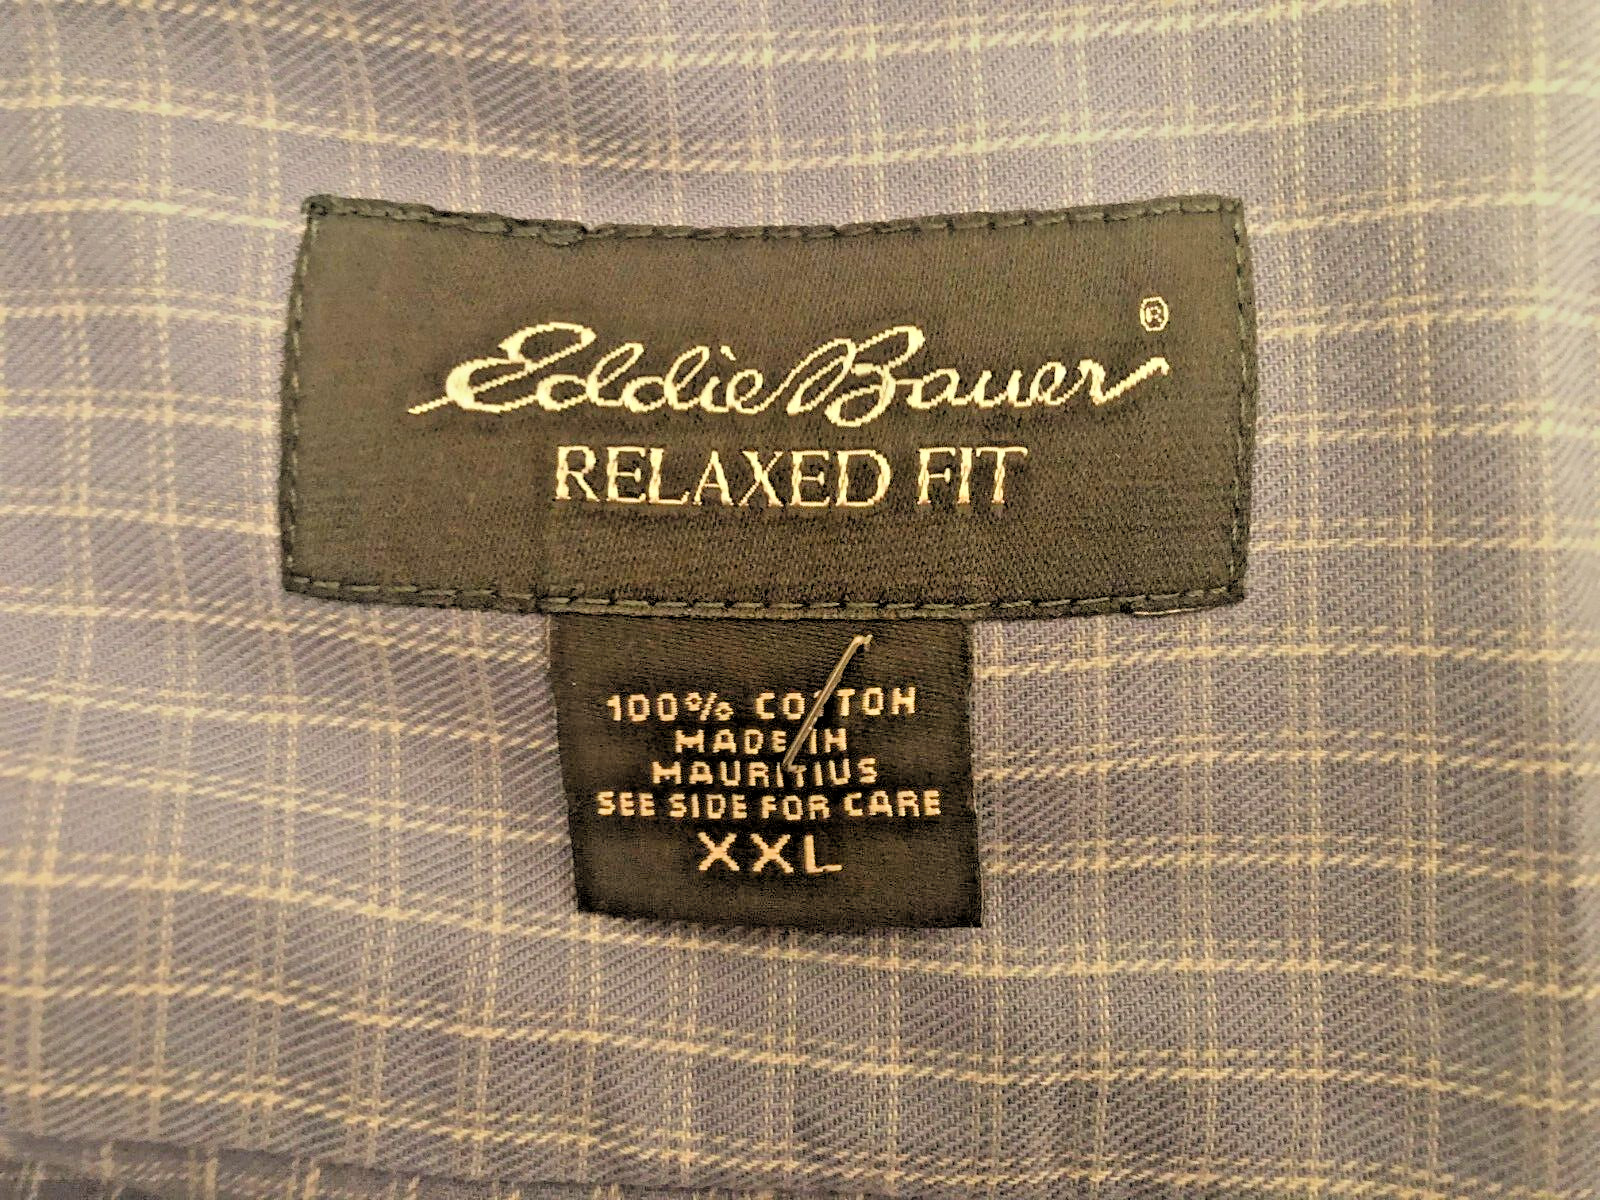 Eddie Bauer ®
RELAXED FIT
100% COTTON
MADE IN
MAURITIUS
SEE SIDE FOR CARE
XXL